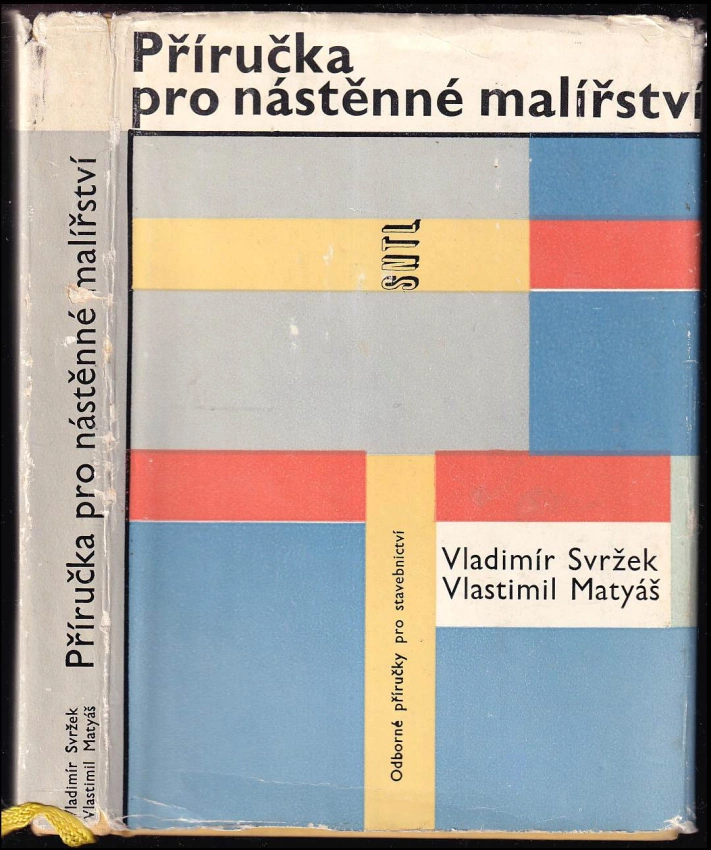 Příručka
pro nástěnné malířství
SNTL
Vladimír Svržek
Vlastimil Matyáš
Odborné příručky pro stavebnictví
Příručka pro nástěnné malířství
Vladimír Svržek
Vlastimil Matyáš